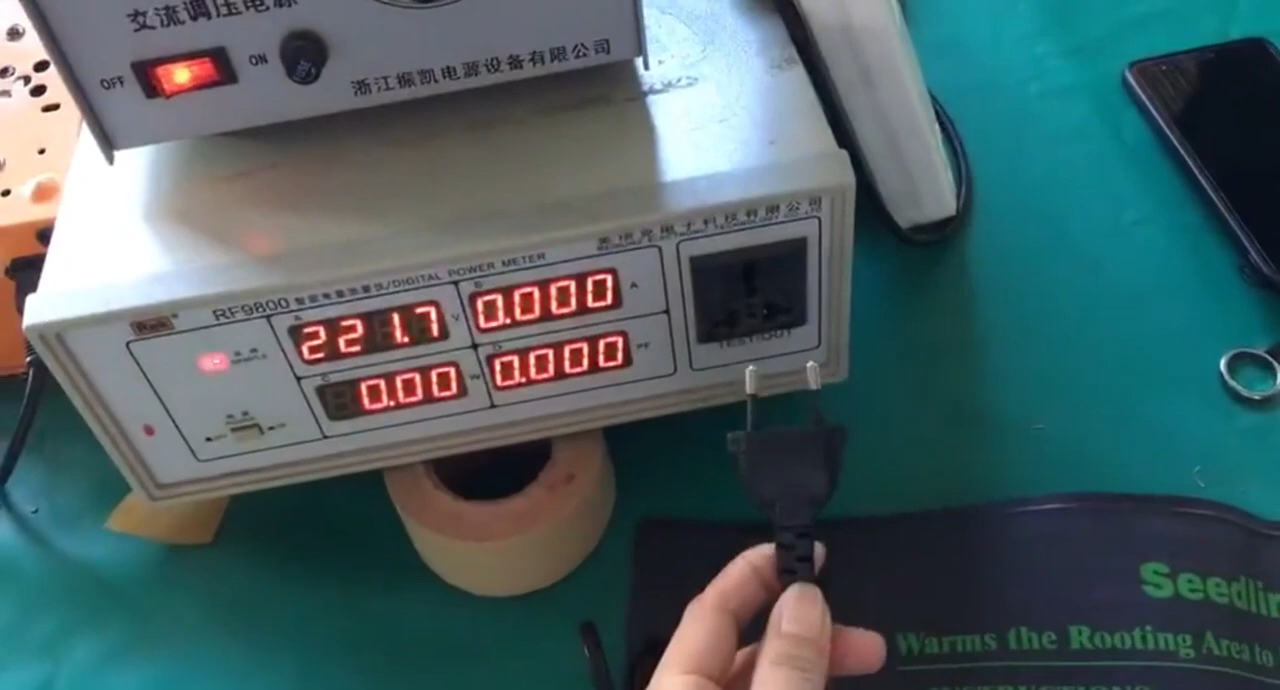 交流调压电源
OFF
ON
浙江振凯电源设备有限公司
RF9800 智能电量测量仪/DIGITAL POWER METER
A
221.7 V
B
0.000 A
C
0.00 W
D
0.000 PF
TEST OUT
Seedlin
Warms the Rooting Area to
INSTRUCTIONS